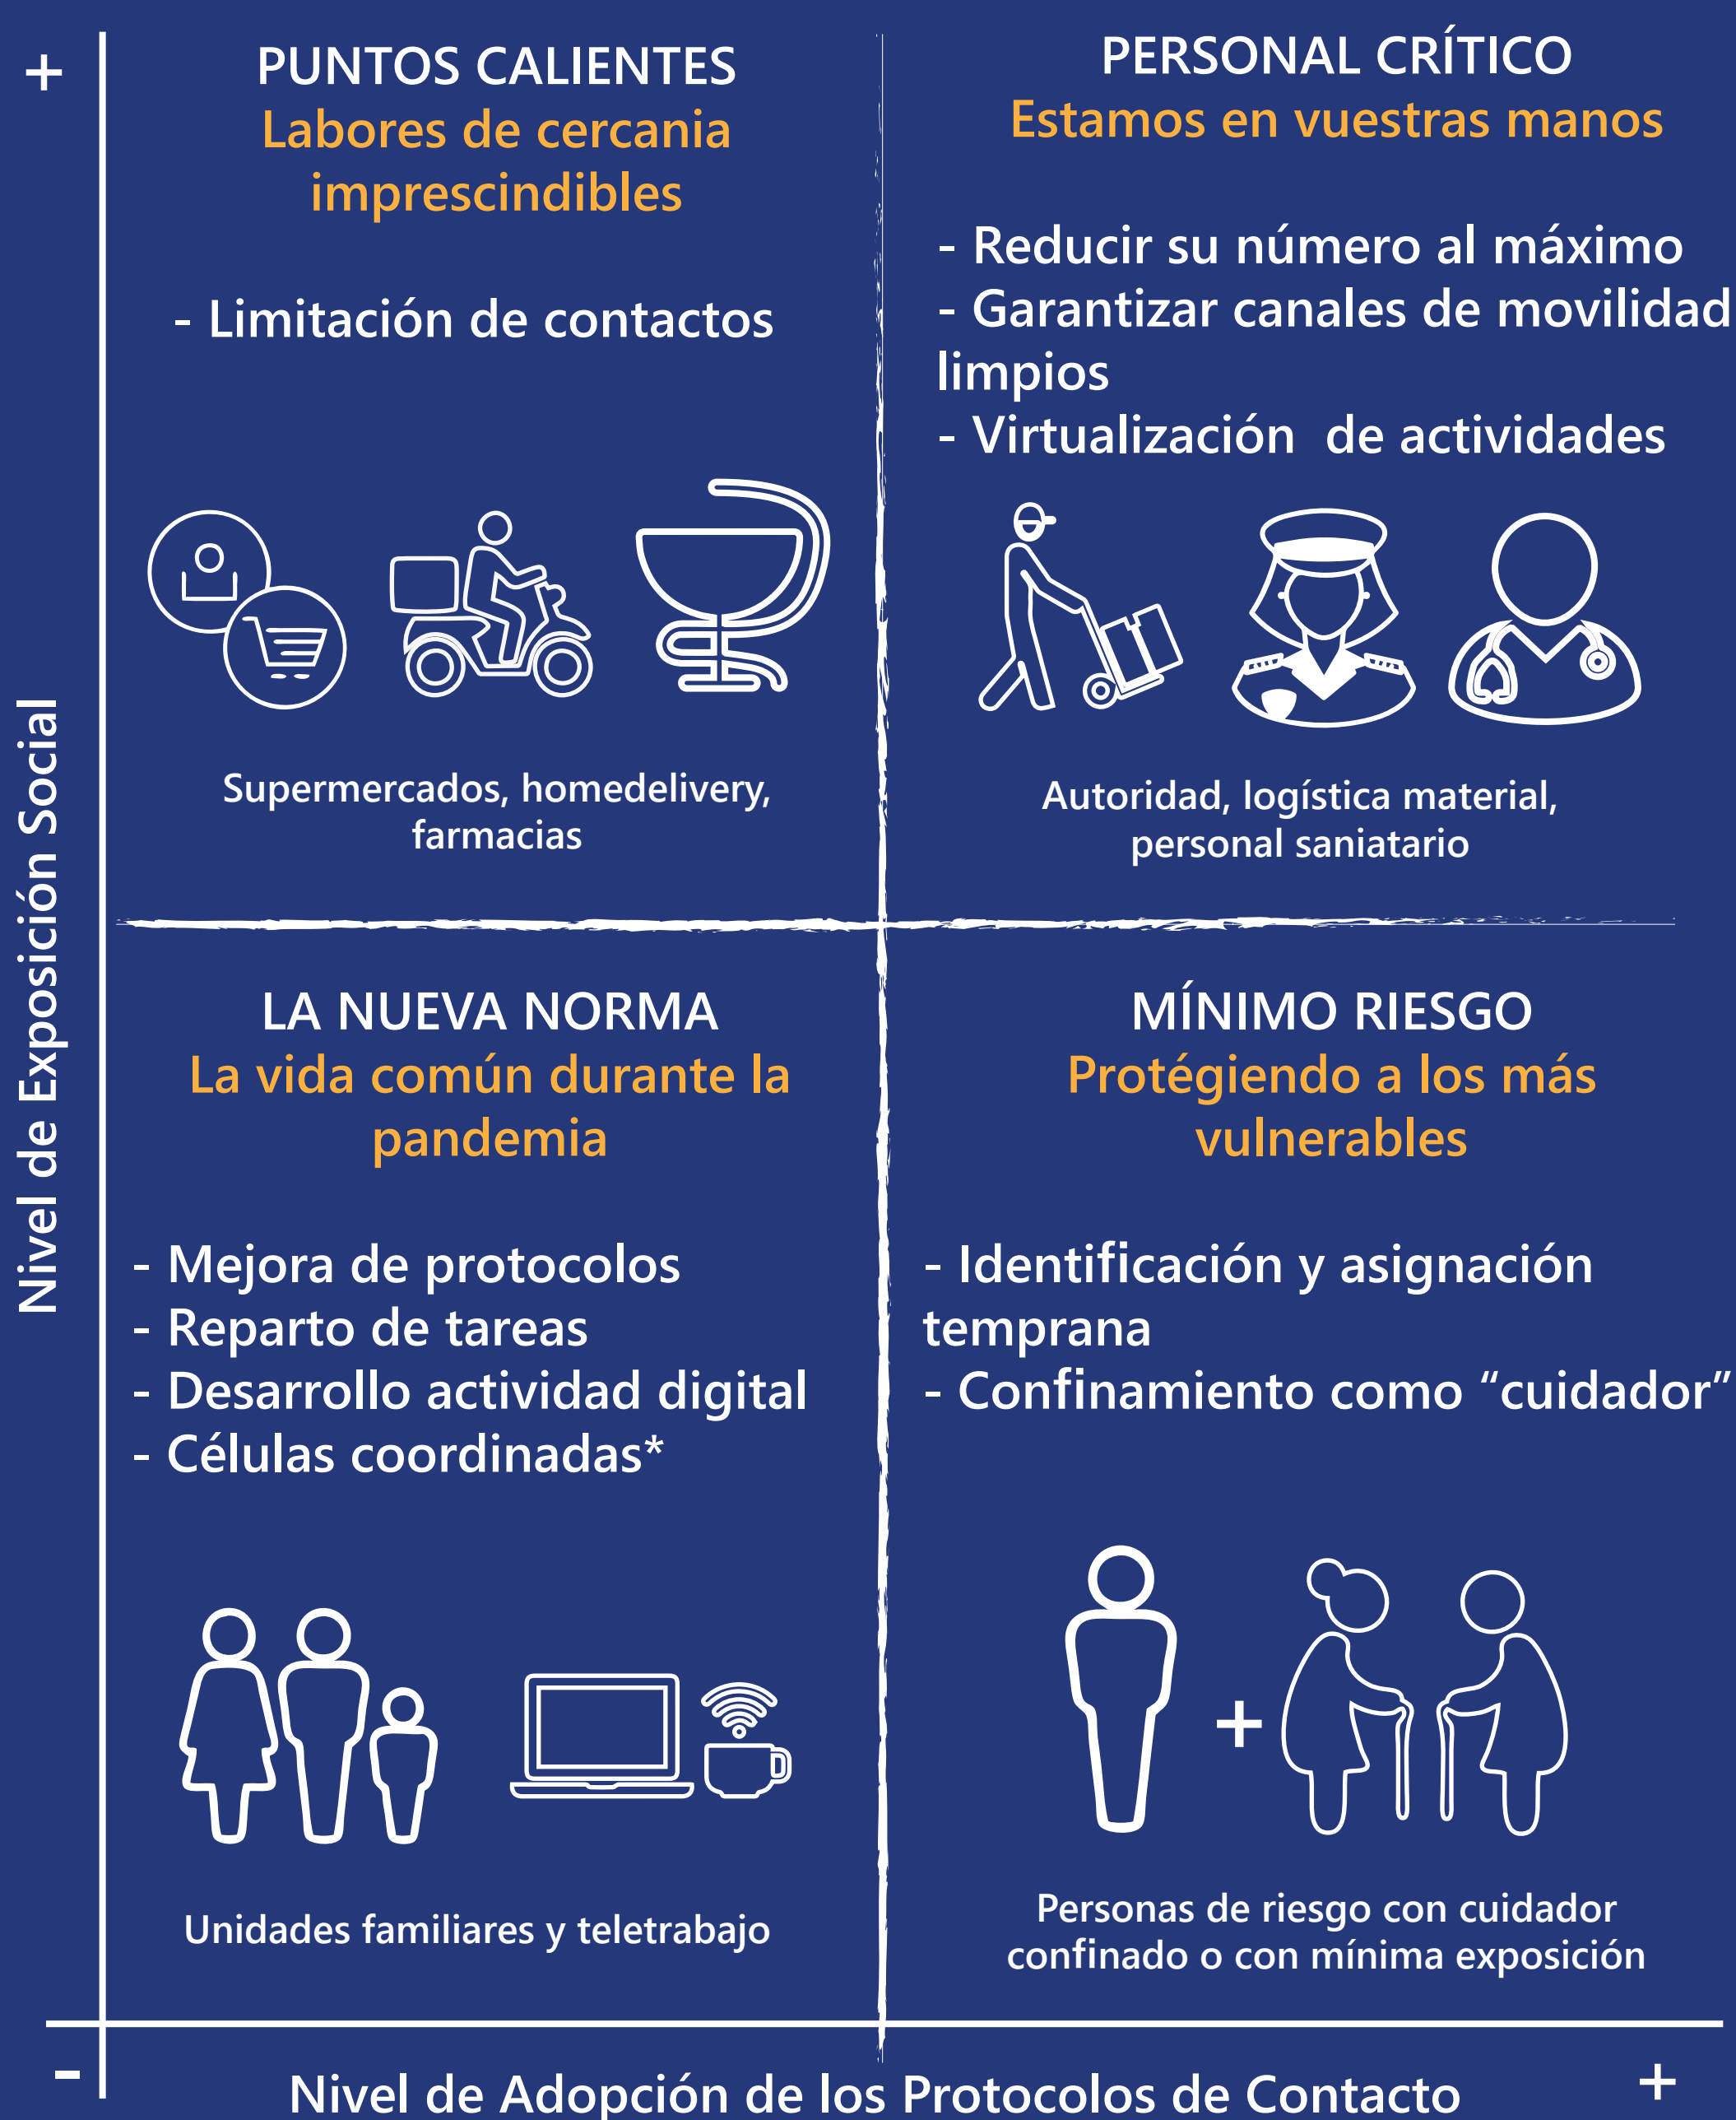 +
PUNTOS CALIENTES
Labores de cercania
imprescindibles
- Limitación de contactos
Supermercados, homedelivery,
farmacias
PERSONAL CRÍTICO
Estamos en vuestras manos
- Reducir su número al máximo
- Garantizar canales de movilidad
limpios
- Virtualización  de actividades
Autoridad, logística material,
personal saniatario
Nivel de Exposición Social
LA NUEVA NORMA
La vida común durante la
pandemia
- Mejora de protocolos
- Reparto de tareas
- Desarrollo actividad digital
- Células coordinadas*
Unidades familiares y teletrabajo
MÍNIMO RIESGO
Protégiendo a los más
vulnerables
- Identificación y asignación
temprana
- Confinamiento como “cuidador”
+
Personas de riesgo con cuidador
confinado o con mínima exposición
-
Nivel de Adopción de los Protocolos de Contacto
+